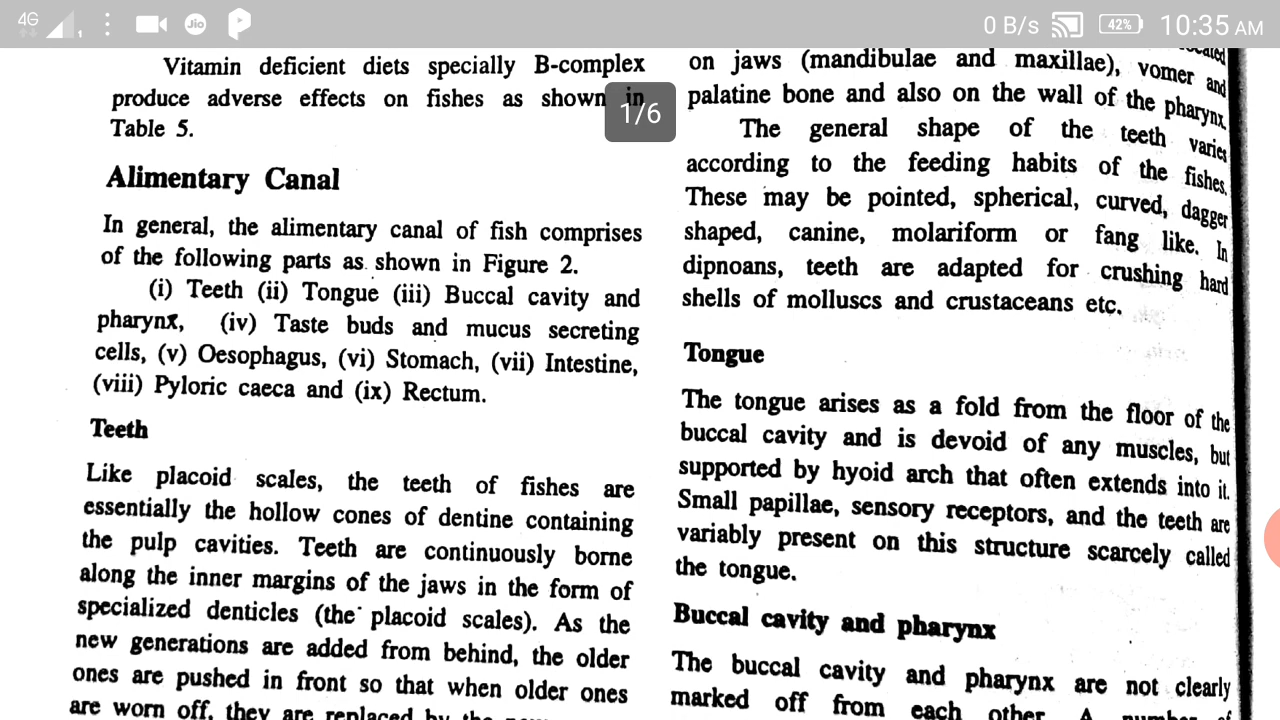 4G
1
Jio
0 B/s
42%
10:35 AM
1/6
Vitamin deficient diets specially B-complex
produce adverse effects on fishes as shown in
Table 5.
Alimentary Canal
In general, the alimentary canal of fish comprises
of the following parts as shown in Figure 2.
(i) Teeth (ii) Tongue (iii) Buccal cavity and
pharynx, (iv) Taste buds and mucus secreting
cells, (v) Oesophagus, (vi) Stomach, (vii) Intestine,
(viii) Pyloric caeca and (ix) Rectum.
Teeth
Like placoid scales, the teeth of fishes are
essentially the hollow cones of dentine containing
the pulp cavities. Teeth are continuously borne
along the inner margins of the jaws in the form of
specialized denticles (the placoid scales). As the
new generations are added from behind, the older
ones are pushed in front so that when older ones
are worn off, they are replaced by the
on jaws (mandibulae and maxillae), vomer and
palatine bone and also on the wall of the pharynx.
The general shape of the teeth varies
according to the feeding habits of the fishes.
These may be pointed, spherical, curved, dagger
shaped, canine, molariform or fang like. In
dipnoans, teeth are adapted for crushing hard
shells of molluscs and crustaceans etc.
Tongue
The tongue arises as a fold from the floor of the
buccal cavity and is devoid of any muscles, but
supported by hyoid arch that often extends into it.
Small papillae, sensory receptors, and the teeth are
variably present on this structure scarcely called
the tongue.
Buccal cavity and pharynx
The buccal cavity and pharynx are not clearly
marked off from each other. A number of